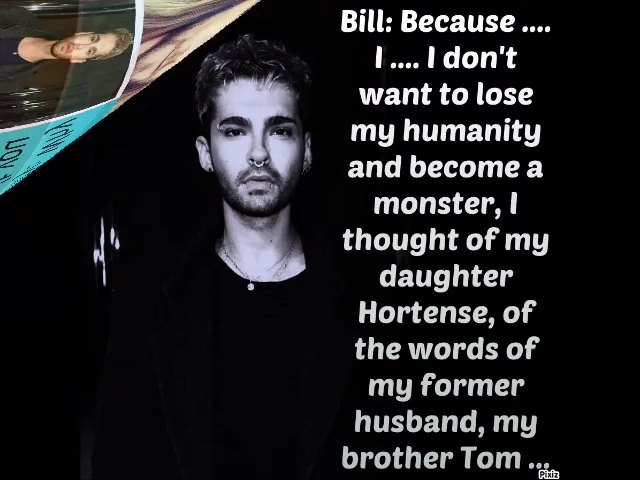 Bill: Because ....
I .... I don't
want to lose
my humanity
and become a
monster, I
thought of my
daughter
Hortense, of
the words of
my former
husband, my
brother Tom ...
Pixiz